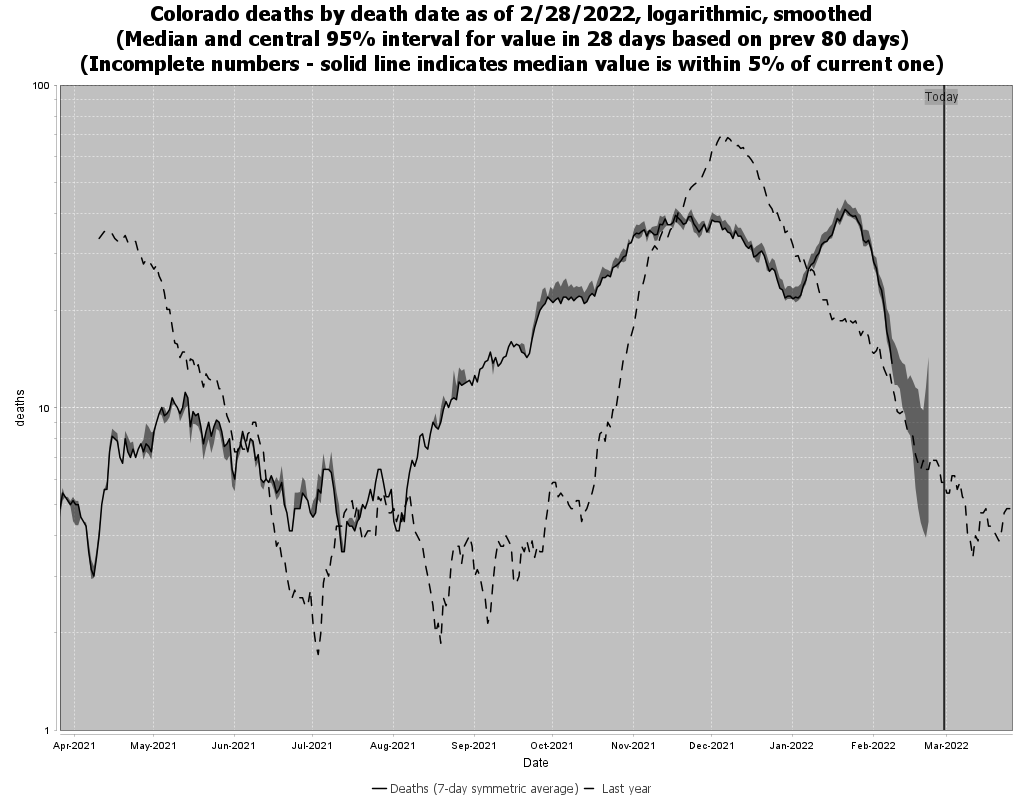 Colorado deaths by death date as of 2/28/2022, logarithmic, smoothed
(Median and central 95% interval for value in 28 days based on prev 80 days)
(Incomplete numbers - solid line indicates median value is within 5% of current one)
Today
100
10
1
deaths
Apr-2021 May-2021 Jun-2021 Jul-2021 Aug-2021 Sep-2021 Oct-2021 Nov-2021 Dec-2021 Jan-2022 Feb-2022 Mar-2022
Date
Deaths (7-day symmetric average) Last year